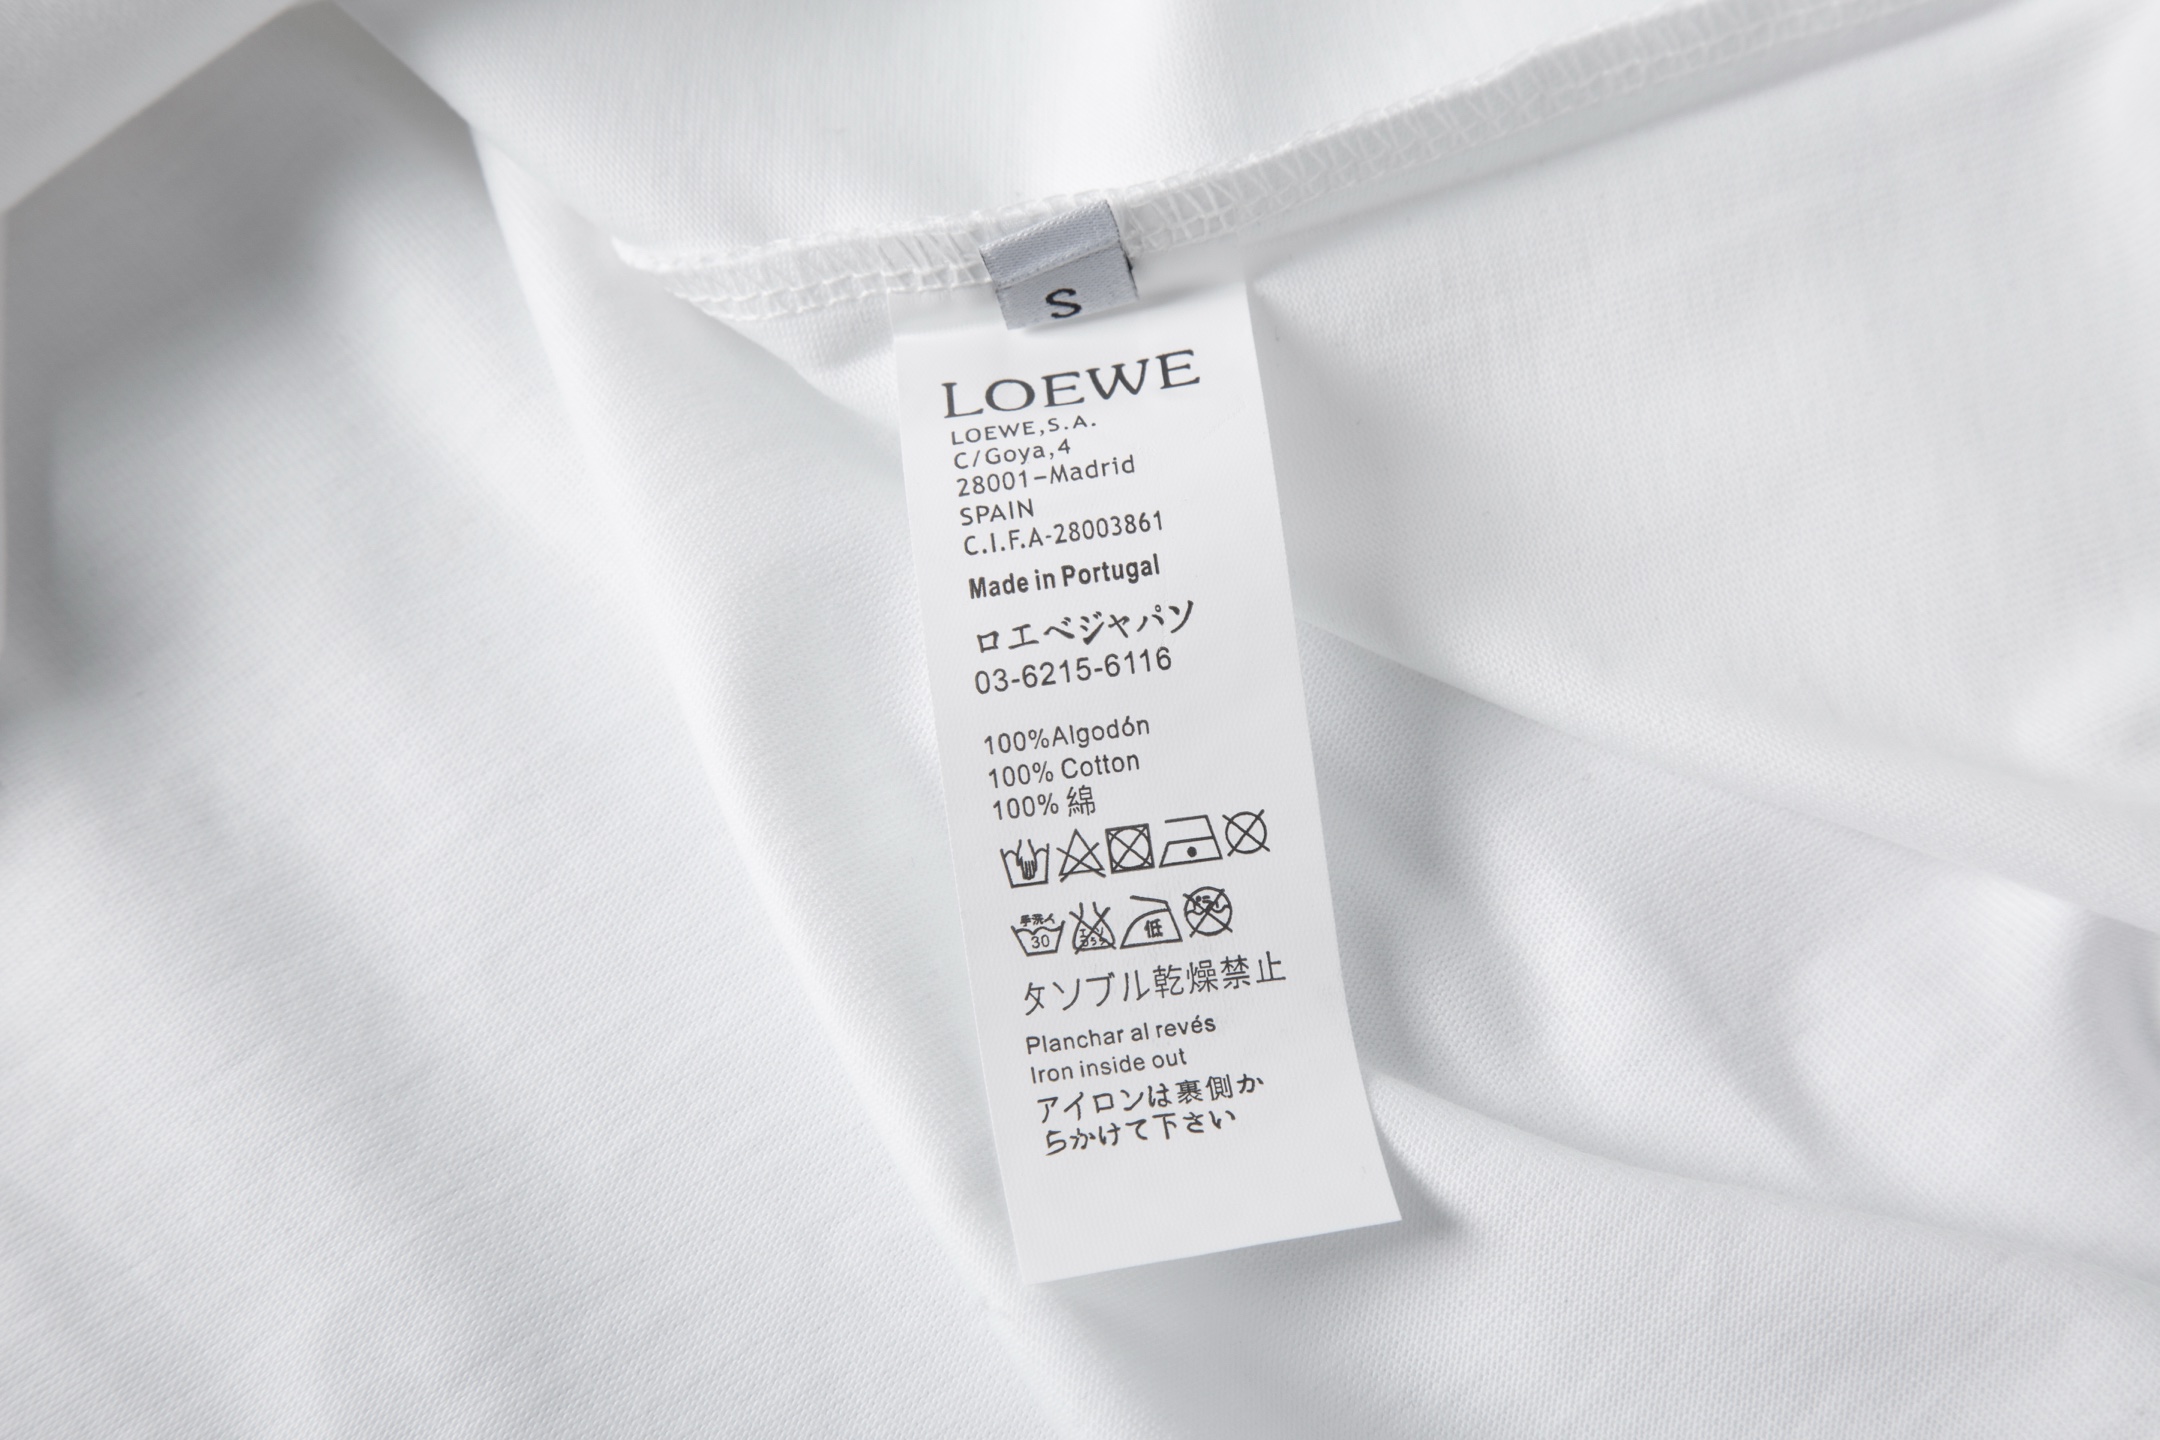 S
LOEWE
LOEWE,S.A.
C/Goya,4
28001–Madrid
SPAIN
C.I.F.A-28003861
Made in Portugal
ロエベジャパソ
03-6215-6116
100%Algodón
100% Cotton
100% 綿
30
低
タソブル乾燥禁止
Planchar al revés
Iron inside out
アイロンは裏側か
らかけて下さい